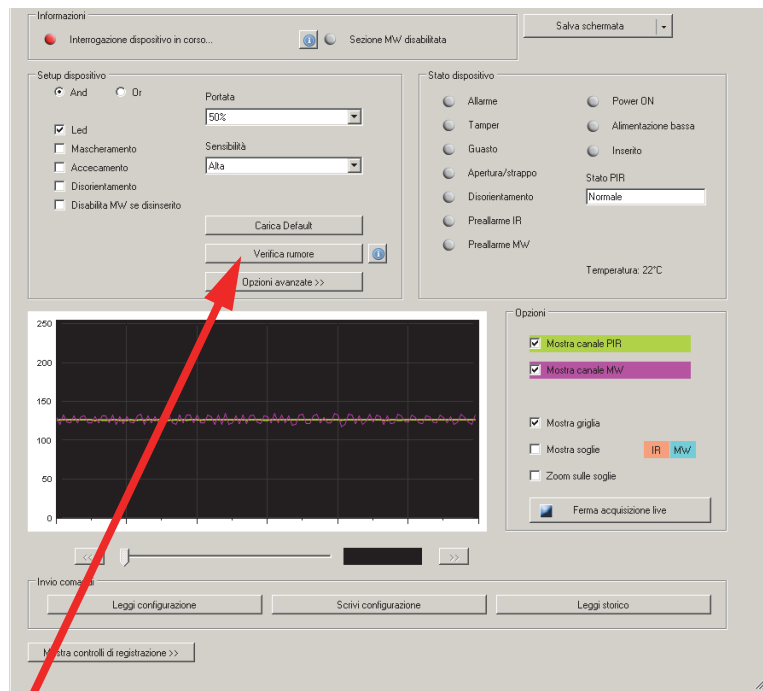 Informazioni
Interrogazione dispositivo in corso...
Sezione MW disabilitata
Salva schermata
Setup dispositivo
And
Or
Portata
50%
Led
Mascheramento
Sensibilità
Accecamento
Alta
Disorientamento
Disabilita MW se disinserito
Carica Default
Verifica rumore
Opzioni avanzate >>
Stato dispositivo
Allarme
Power ON
Tamper
Alimentazione bassa
Guasto
Inserito
Apertura/strappo
Stato PIR
Disorientamento
Normale
Preallarme IR
Preallarme MW
Temperatura: 22°C
250
200
150
100
50
0
Opzioni
Mostra canale PIR
Mostra canale MW
Mostra griglia
Mostra soglie
IR MW
Zoom sulle soglie
Ferma acquisizione live
<<
>>
Invio comandi
Leggi configurazione
Scrivi configurazione
Leggi storico
Mostra controlli di registrazione >>